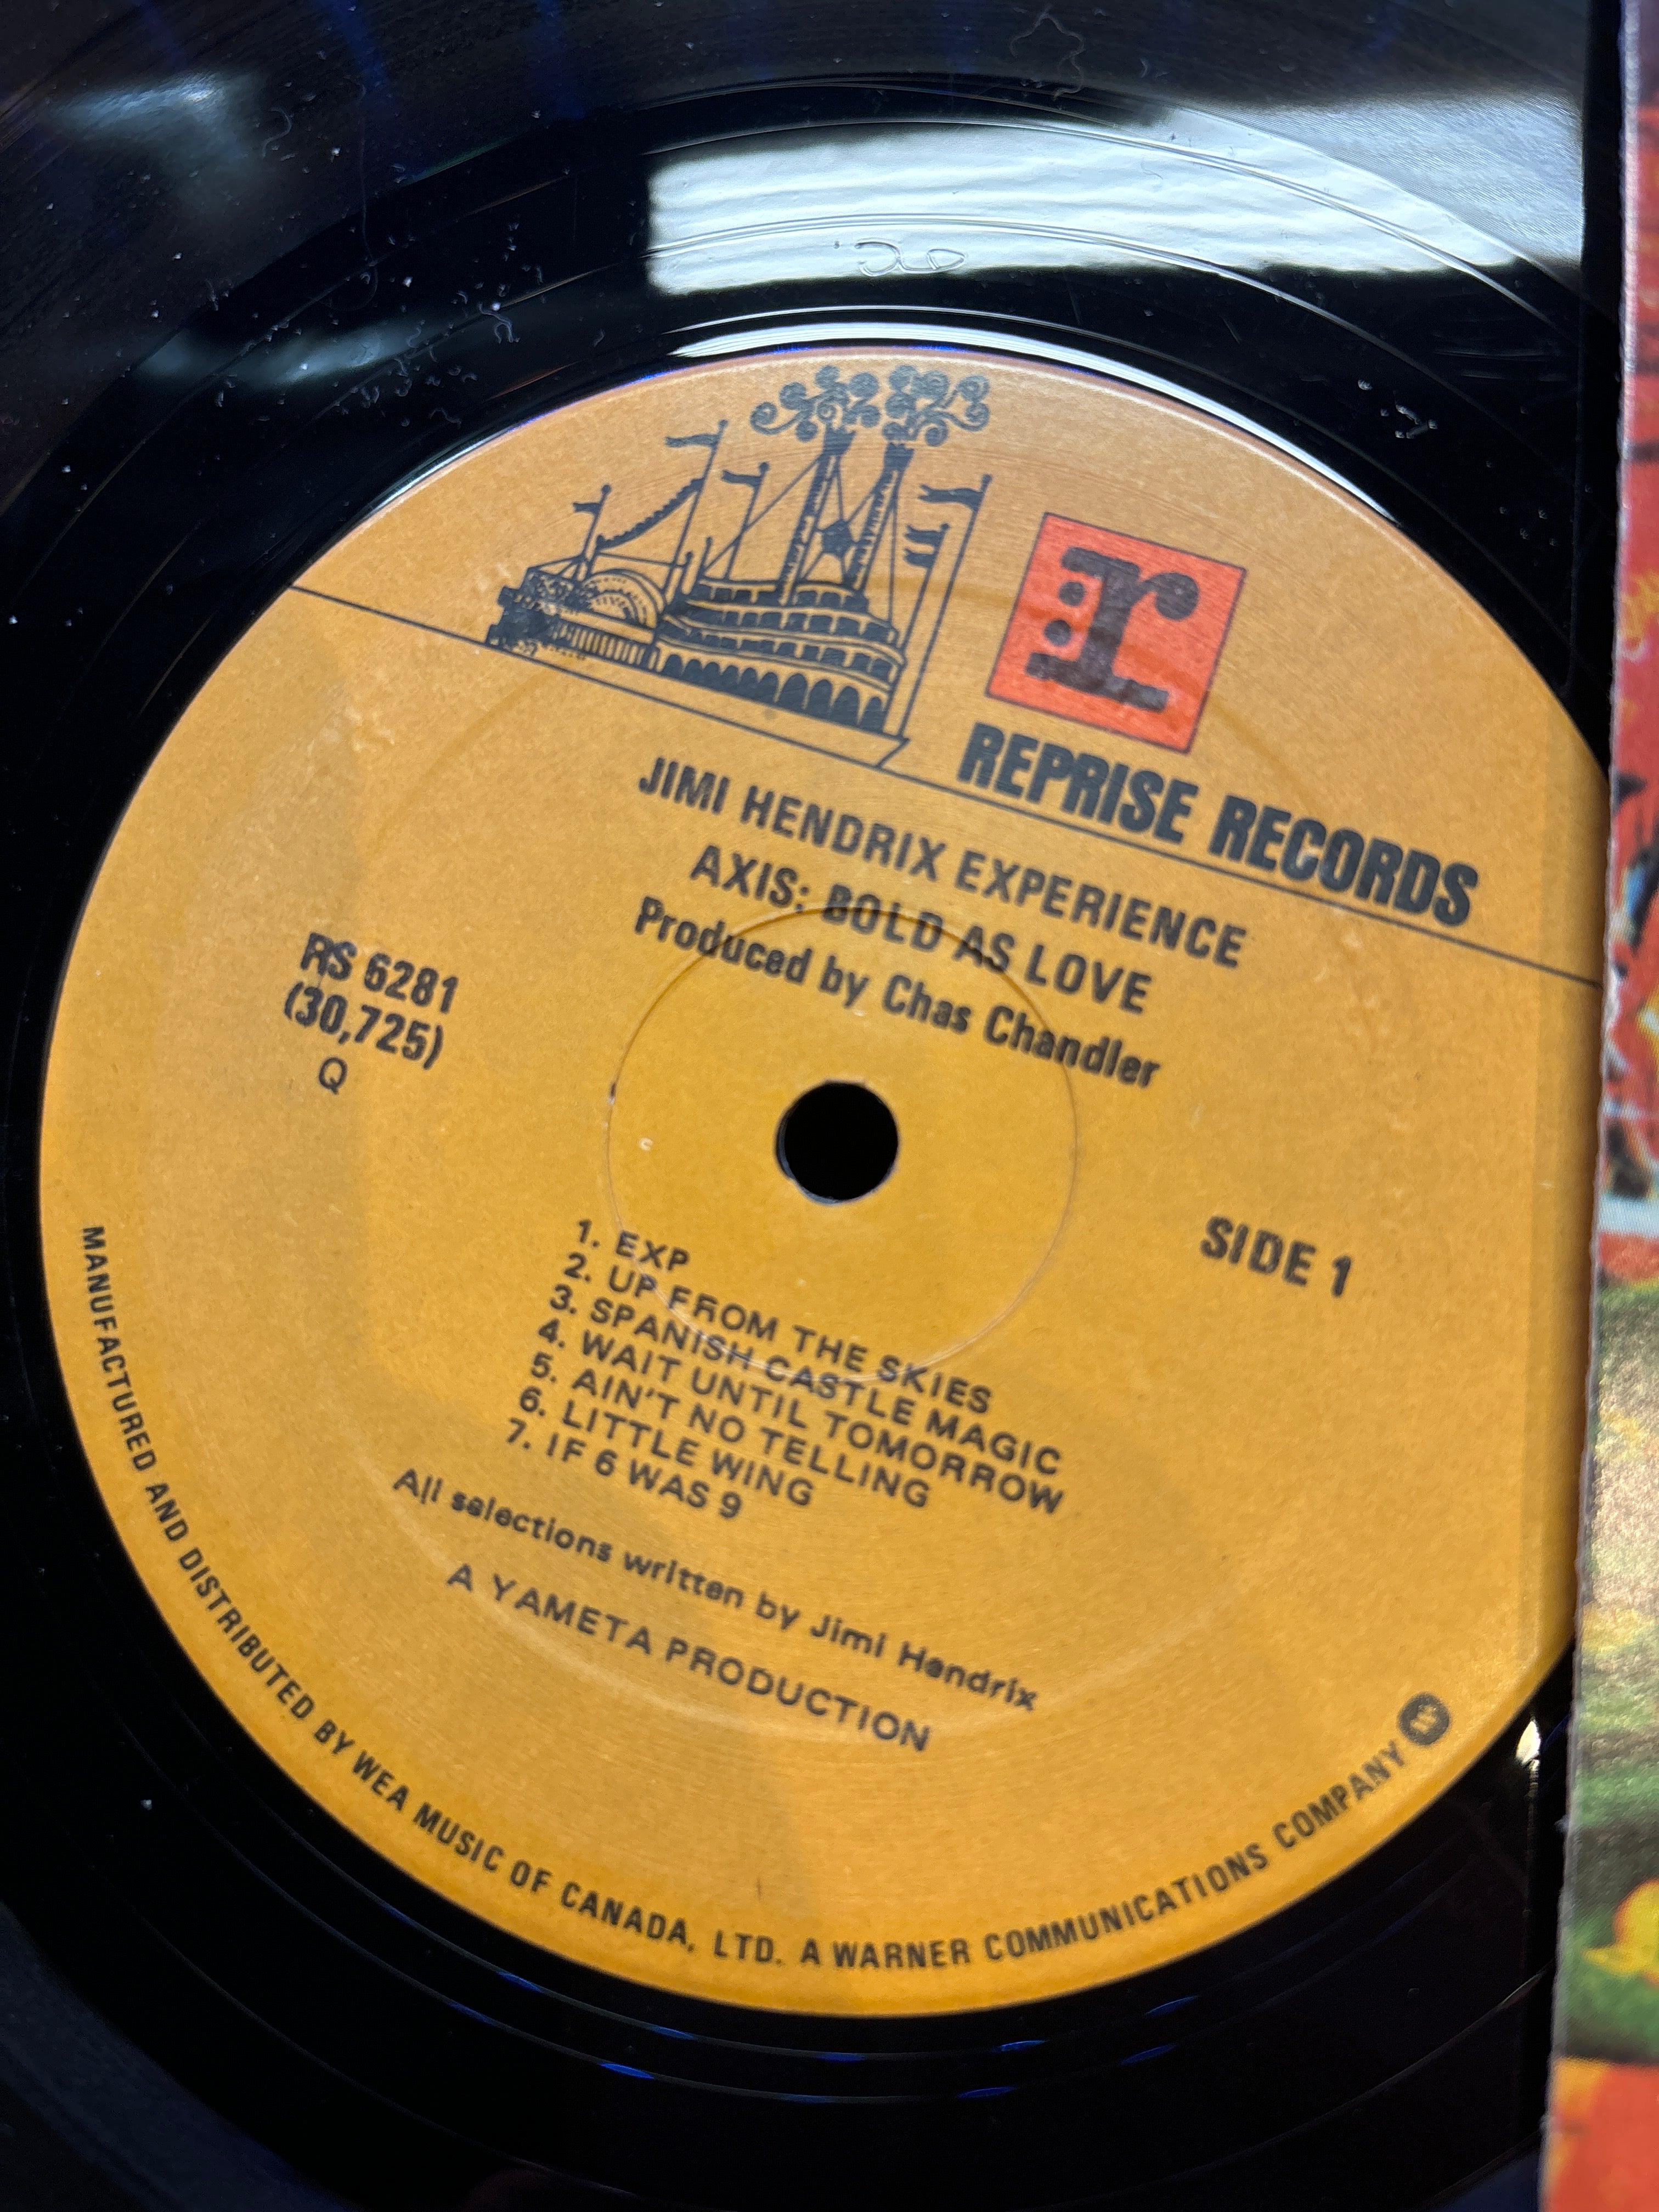 r
REPRISE RECORDS
JIMI HENDRIX EXPERIENCE
AXIS: BOLD AS LOVE
Produced by Chas Chandler
RS 6281
(30,725)
Q
SIDE 1
1. EXP
2. UP FROM THE SKIES
3. SPANISH CASTLE MAGIC
4. WAIT UNTIL TOMORROW
5. AIN'T NO TELLING
6. LITTLE WING
7. IF 6 WAS 9
All selections written by Jimi Hendrix
A YAMETA PRODUCTION
MANUFACTURED AND DISTRIBUTED BY WEA MUSIC OF CANADA, LTD. A WARNER COMMUNICATIONS COMPANY